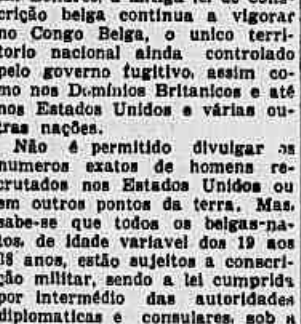 crição belga continua a vigorar
no Congo Belga, o unico terri-
torio nacional ainda controlado
pelo governo fugitivo, assim co-
mo nos Dominios Britanicos e até
nos Estados Unidos e várias ou-
tras nações.
Não é permitido divulgar os
numeros exatos de homens re-
crutados nos Estados Unidos ou
em outros pontos da terra. Mas,
sabe-se que todos os belgas-na-
tos, de idade variavel dos 19 aos
anos, estão sujeitos a conscri-
ção militar, sendo a lei cumprida
por intermédio das autoridades
diplomaticas e consulares, sob a